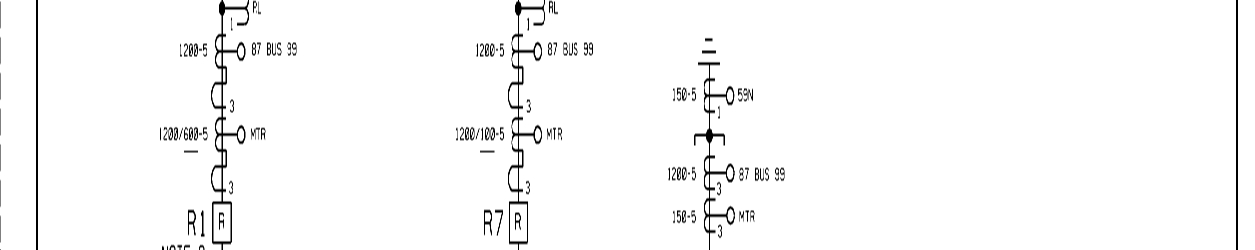 RL
1
1200-5 87 BUS 99
3
1200/600-5 MTR
3
R1 R
RL
1
1200-5 87 BUS 99
3
1200/100-5 MTR
3
R7 R
150-5 59N
1
1200-5 87 BUS 99
3
150-5 MTR
3